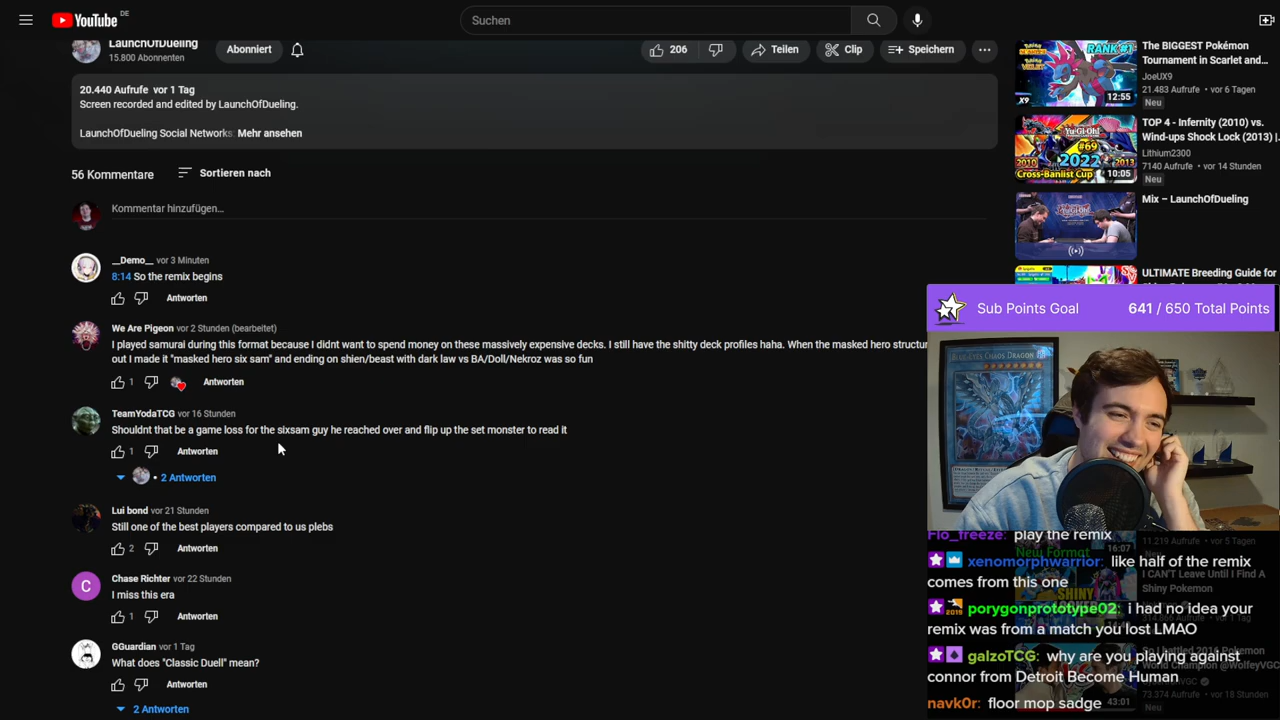 YouTube DE
Suchen
LaunchOfDueling
15.800 Abonnenten
Abonniert
206
Teilen
Clip
Speichern
20.440 Aufrufe vor 1 Tag
Screen recorded and edited by LaunchOfDueling.
LaunchOfDueling Social Networks: Mehr ansehen
56 Kommentare
Sortieren nach
Kommentar hinzufügen...
__Demo__ vor 3 Minuten
8:14 So the remix begins
Antworten
We Are Pigeon vor 2 Stunden (bearbeitet)
I played samurai during this format because I didnt want to spend money on these massively expensive decks. I still have the shitty deck profiles haha. When the masked hero structur
out I made it "masked hero six sam" and ending on shien/beast with dark law vs BA/Doll/Nekroz was so fun
1
Antworten
TeamYodaTCG vor 16 Stunden
Shouldnt that be a game loss for the sixsam guy he reached over and flip up the set monster to read it
1
Antworten
2 Antworten
Lui bond vor 21 Stunden
Still one of the best players compared to us plebs
2
Antworten
C
Chase Richter vor 22 Stunden
I miss this era
1
Antworten
GGuardian vor 1 Tag
What does "Classic Duell" mean?
Antworten
2 Antworten
RANK #1
X9
12:55
The BIGGEST Pokémon
Tournament in Scarlet and...
JoeUX9
21.483 Aufrufe • vor 6 Tagen
Neu
Yu-Gi-Oh!
#69
2010
2022
2013
Cross-Banlist Cup
10:05
TOP 4 - Infernity (2010) vs.
Wind-ups Shock Lock (2013) |.
Lithium2300
7140 Aufrufe • vor 14 Stunden
Neu
Mix – LaunchOfDueling
ULTIMATE Breeding Guide for
Sub Points Goal
641 / 650 Total Points
Flo_freeze: play the remix
xenomorphwarrior: like half of the remix
comes from this one
2019
porygonprototype02: i had no idea your
remix was from a match you lost LMAO
galzoTCG: why are you playing against
connor from Detroit Become Human
navk0r: floor mop sadge
11.219 Aufrufe • vor 5 Tagen
New Format
16:07
I CAN'T Leave Until I Find A
Shiny Pokemon
SHINY
World Champion @WolfeyVGC
73.374 Aufrufe • vor 18 Stunden
43:01
Neu